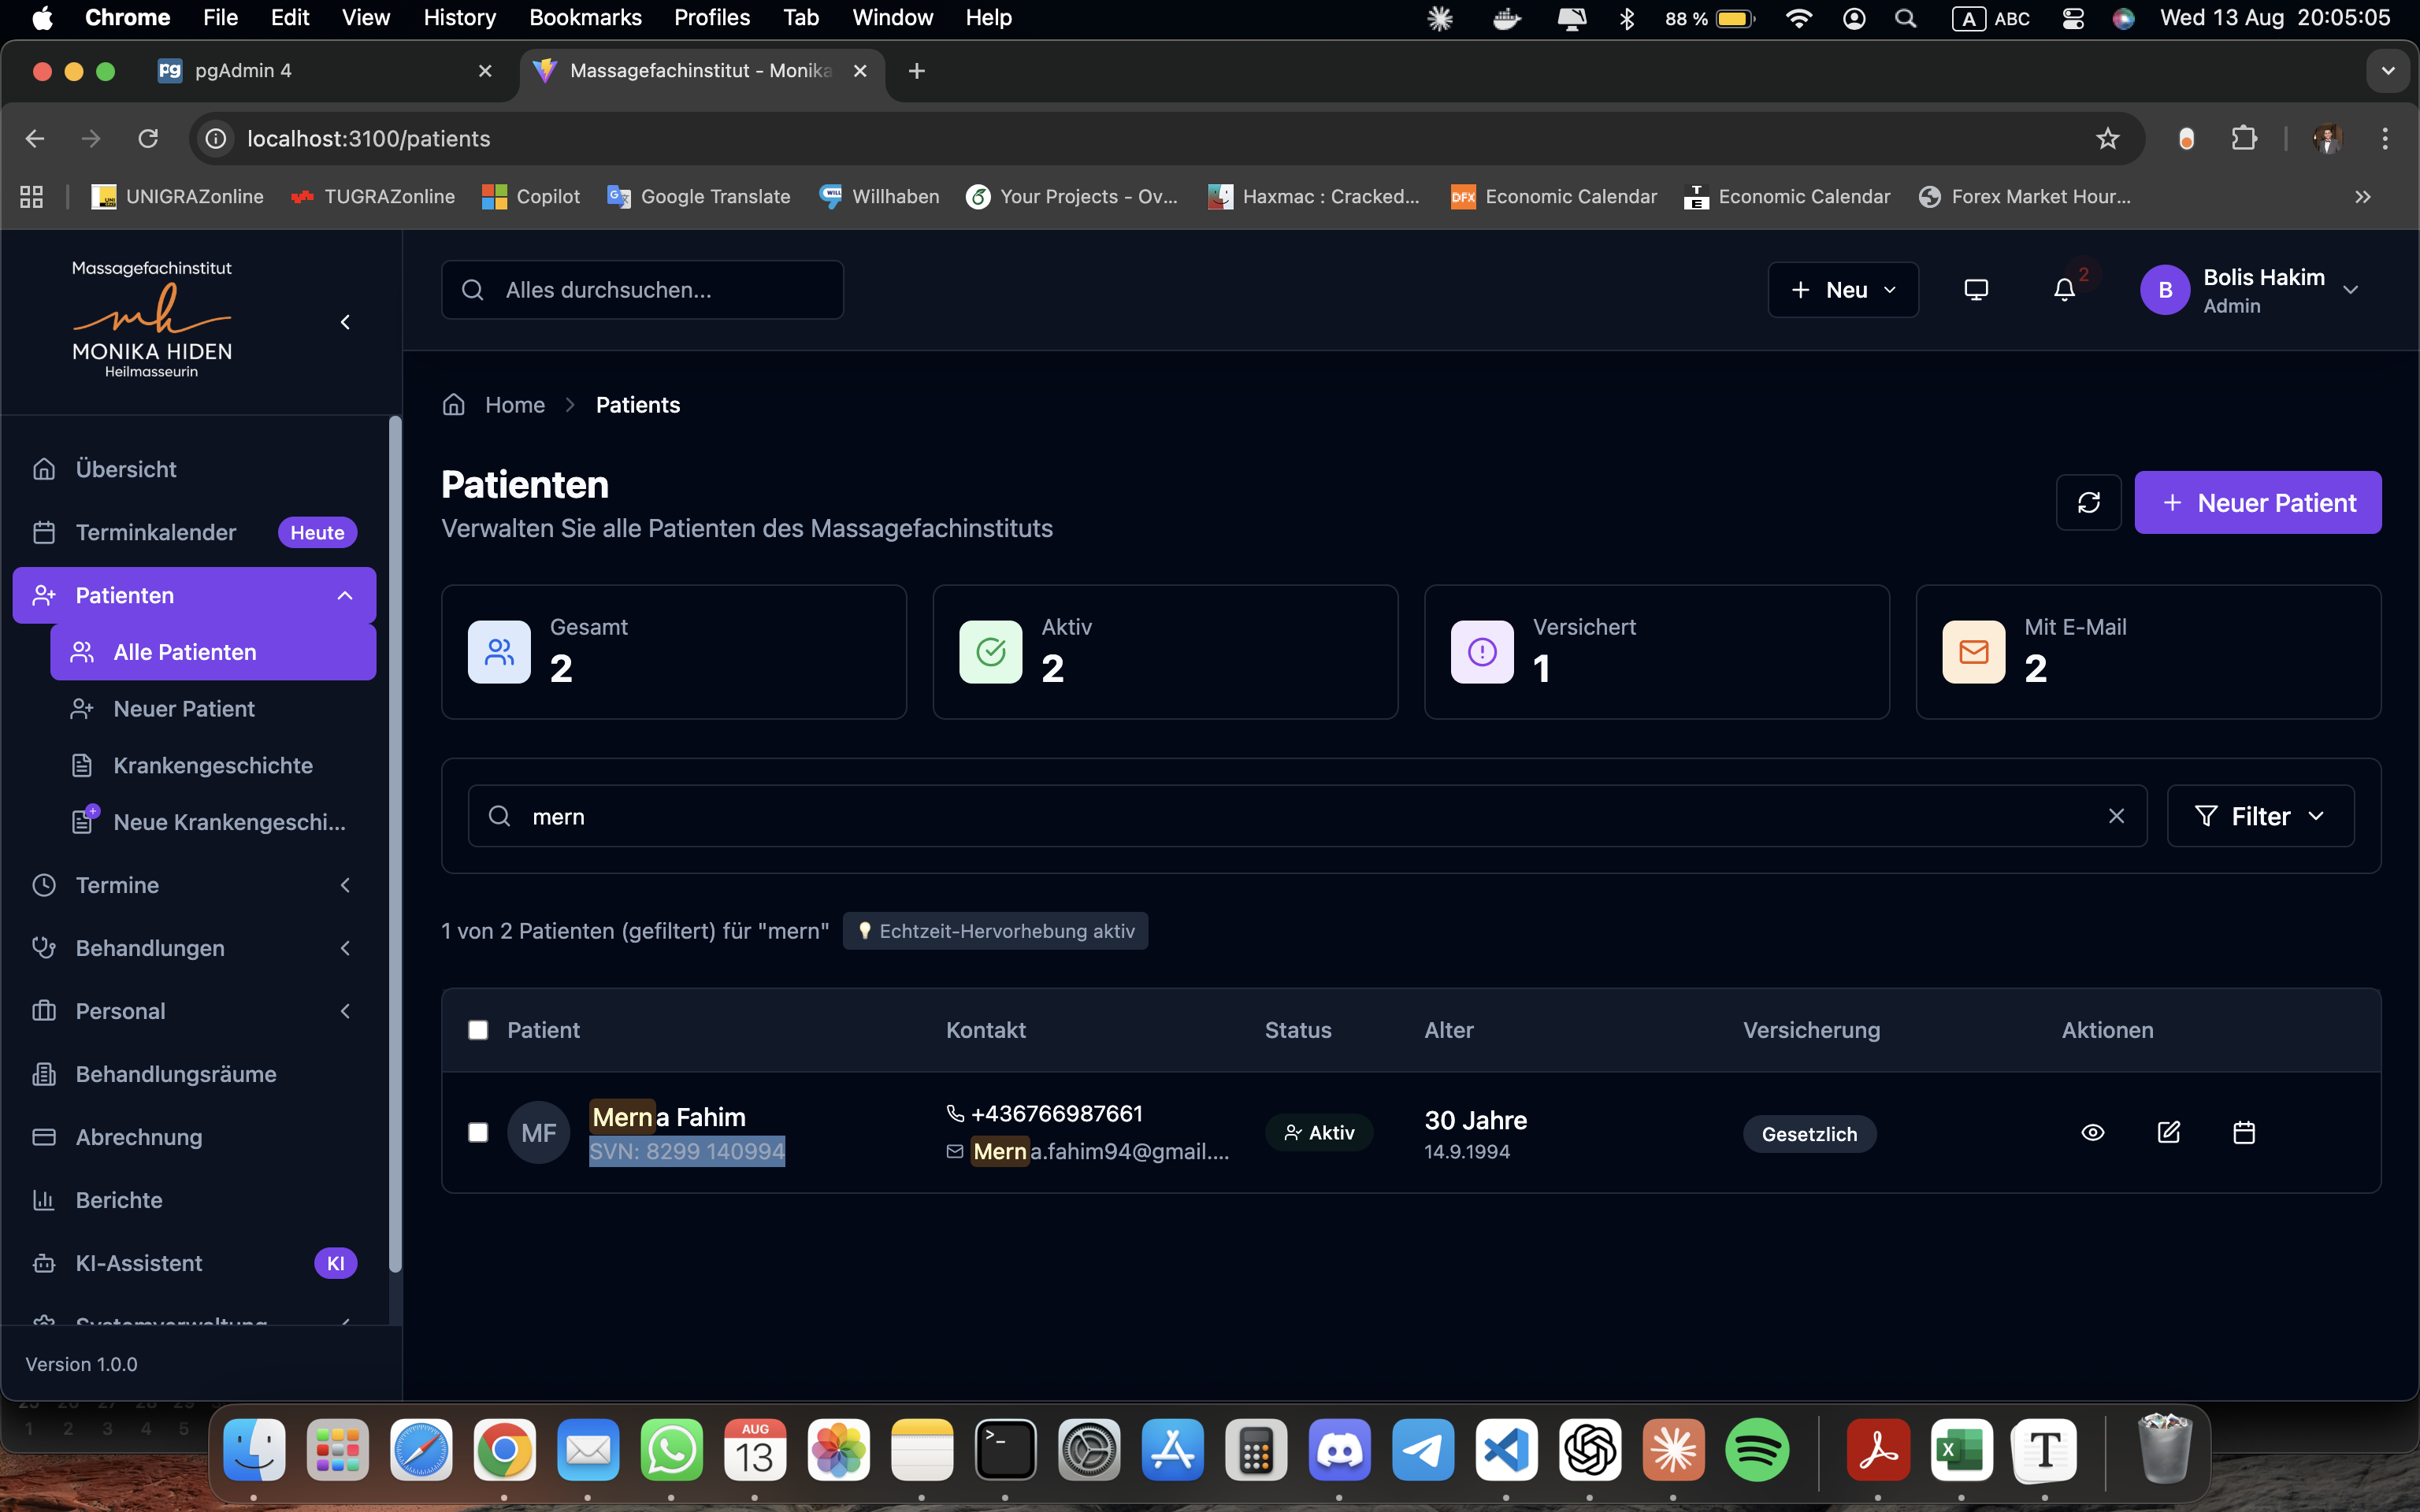 Chrome File Edit View History Bookmarks Profiles Tab Window Help 88 % A ABC Wed 13 Aug 20:05:05
pgAdmin 4 Massagefachinstitut - Monika
localhost:3100/patients
UNIGRAZonline TUGRAZonline Copilot Google Translate Willhaben Your Projects - Ov... Haxmac : Cracked... Economic Calendar Economic Calendar Forex Market Hour...
Massagefachinstitut
mh
MONIKA HIDEN
Heilmasseurin
Alles durchsuchen...
Neu
2
B
Bolis Hakim
Admin
Übersicht
Terminkalender Heute
Patienten
Alle Patienten
Neuer Patient
Krankengeschichte
Neue Krankengeschi...
Termine
Behandlungen
Personal
Behandlungsräume
Abrechnung
Berichte
KI-Assistent KI
Systemverwaltung
Version 1.0.0
Home Patients
Patienten
Verwalten Sie alle Patienten des Massagefachinstituts
Neuer Patient
Gesamt
2
Aktiv
2
Versichert
1
Mit E-Mail
2
mern
Filter
1 von 2 Patienten (gefiltert) für "mern" Echtzeit-Hervorhebung aktiv
Patient Kontakt Status Alter Versicherung Aktionen
MF
Merna Fahim
SVN: 8299 140994
+436766987661
Merna.fahim94@gmail....
Aktiv
30 Jahre
14.9.1994
Gesetzlich
1 2 3 4 5
AUG
13